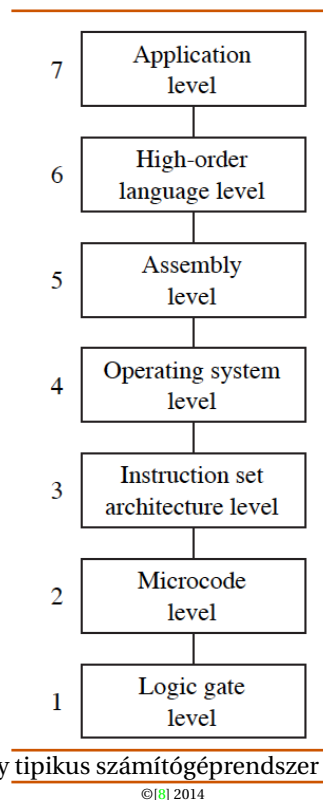 7
Application
level
6
High-order
language level
5
Assembly
level
4
Operating system
level
3
Instruction set
architecture level
2
Microcode
level
1
Logic gate
level
y tipikus számítógéprendszer
©[8] 2014